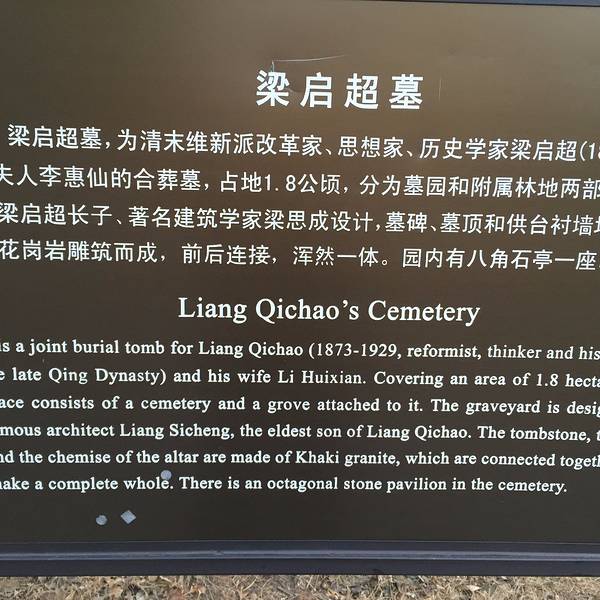 梁启超墓
梁启超墓，为清末维新派改革家、思想家、历史学家梁启超(18
夫人李惠仙的合葬墓，占地1.8公顷，分为墓园和附属林地两部
梁启超长子、著名建筑学家梁思成设计，墓碑、墓顶和供台衬墙均
花岗岩雕筑而成，前后连接，浑然一体。园内有八角石亭一座
Liang Qichao's Cemetery
is a joint burial tomb for Liang Qichao (1873-1929, reformist, thinker and his
late Qing Dynasty) and his wife Li Huixian. Covering an area of 1.8 hecta
consists of a cemetery and a grove attached to it. The graveyard is desig
architect Liang Sicheng, the eldest son of Liang Qichao. The tombstone, t
the chemise of the altar are made of Khaki granite, which are connected togeth
make a complete whole. There is an octagonal stone pavilion in the cemetery.